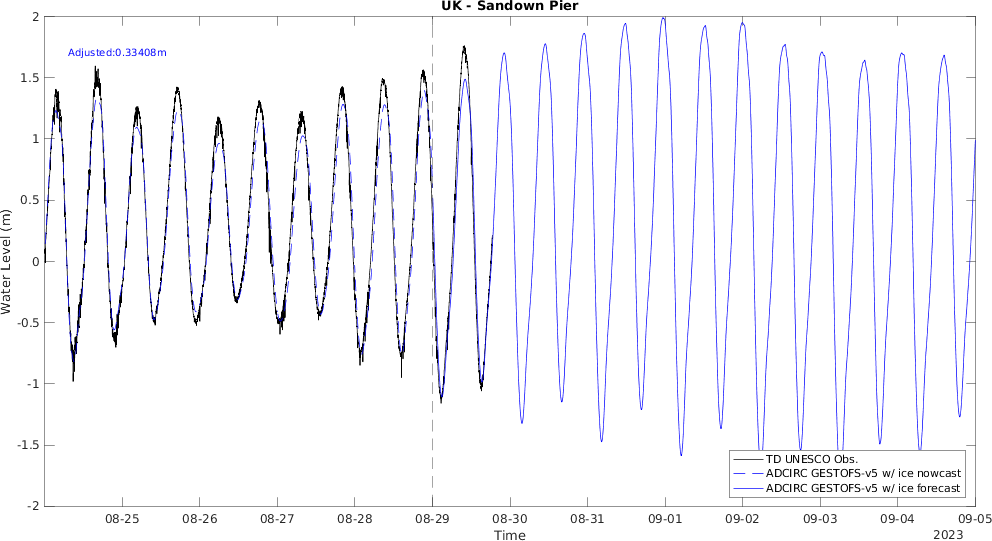 UK - Sandown Pier
Adjusted:0.33408m
Water Level (m)
2
1.5
1
0.5
0
-0.5
-1
-1.5
-2
TD UNESCO Obs.
ADCIRC GESTOFS-v5 w/ ice nowcast
ADCIRC GESTOFS-v5 w/ ice forecast
08-25 08-26 08-27 08-28 08-29 08-30 08-31 09-01 09-02 09-03 09-04 09-05
Time
2023